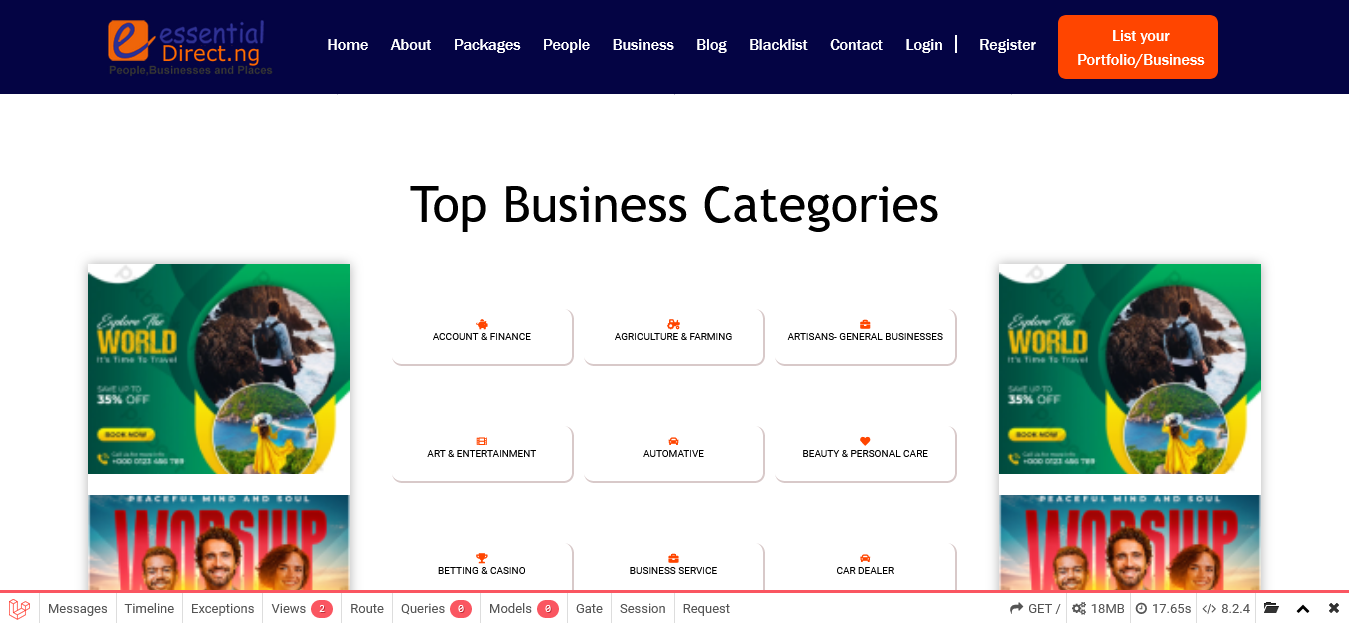 essential
Direct.ng
People,Businesses and Places
Home About Packages People Business Blog Blacklist Contact Login Register
List your
Portfolio/Business
Top Business Categories
Explore The
WORLD
It's Time To Travel
SAVE UP TO
35% OFF
BOOK NOW
Call us for more info
+000 0123 456 789
PEACEFUL MIND AND SOUL
WORSHIP
ACCOUNT & FINANCE
AGRICULTURE & FARMING
ARTISANS- GENERAL BUSINESSES
ART & ENTERTAINMENT
AUTOMATIVE
BEAUTY & PERSONAL CARE
BETTING & CASINO
BUSINESS SERVICE
CAR DEALER
Explore The
WORLD
It's Time To Travel
SAVE UP TO
35% OFF
BOOK NOW
Call us for more info
+000 0123 456 789
PEACEFUL MIND AND SOUL
WORSHIP
Messages Timeline Exceptions Views 2 Route Queries 0 Models 0 Gate Session Request GET / 18MB 17.65s 8.2.4